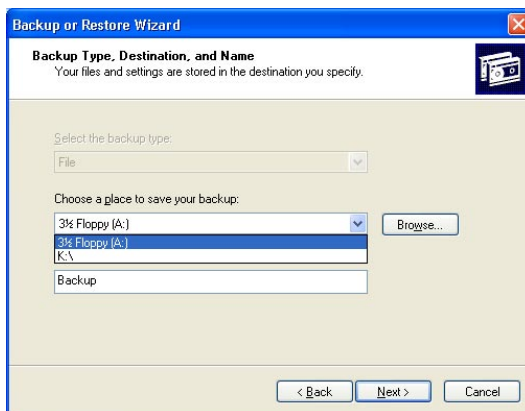 Backup or Restore Wizard
Backup Type, Destination, and Name
Your files and settings are stored in the destination you specify.
Select the backup type:
File
Choose a place to save your backup:
3½ Floppy (A:)
Browse...
3½ Floppy (A:)
K:\
Backup
< Back
Next >
Cancel